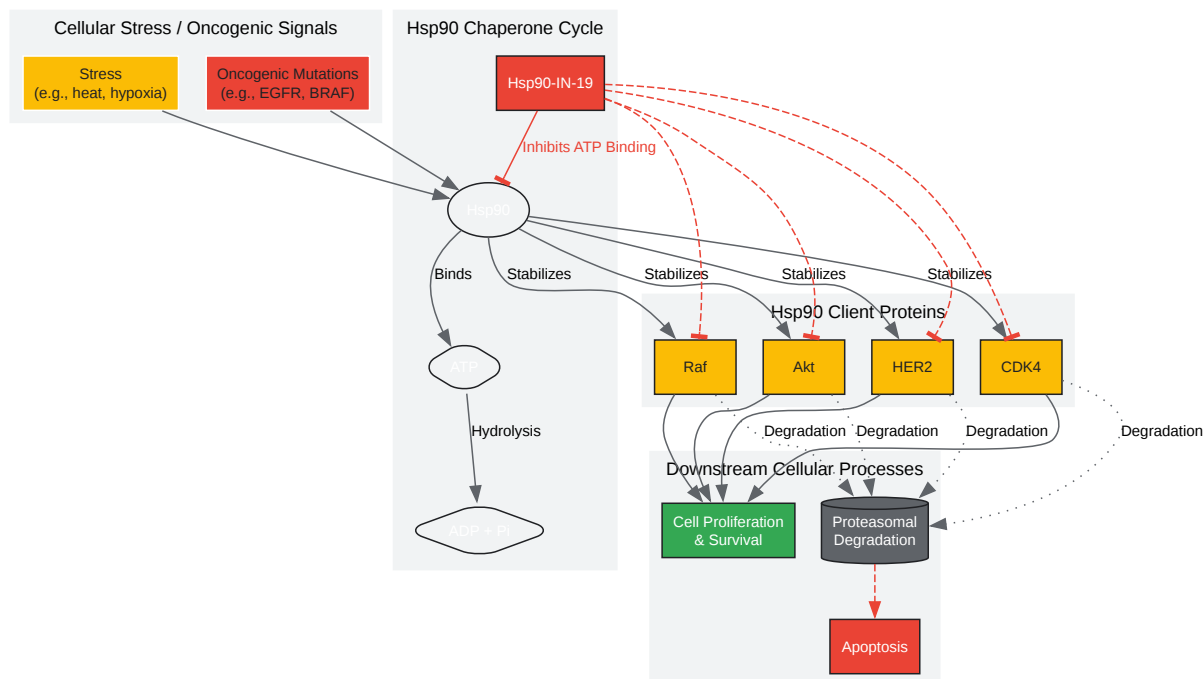 Cellular Stress / Oncogenic Signals
Hsp90 Chaperone Cycle
Stress
(e.g., heat, hypoxia)
Oncogenic Mutations
(e.g., EGFR, BRAF)
Hsp90-IN-19
Inhibits ATP Binding
Hsp90
Binds
Stabilizes
Stabilizes
Stabilizes
Stabilizes
Hsp90 Client Proteins
ATP
Raf
Akt
HER2
CDK4
Hydrolysis
Degradation
Degradation
Degradation
Degradation
Downstream Cellular Processes
ADP + Pi
Cell Proliferation
& Survival
Proteasomal
Degradation
Apoptosis